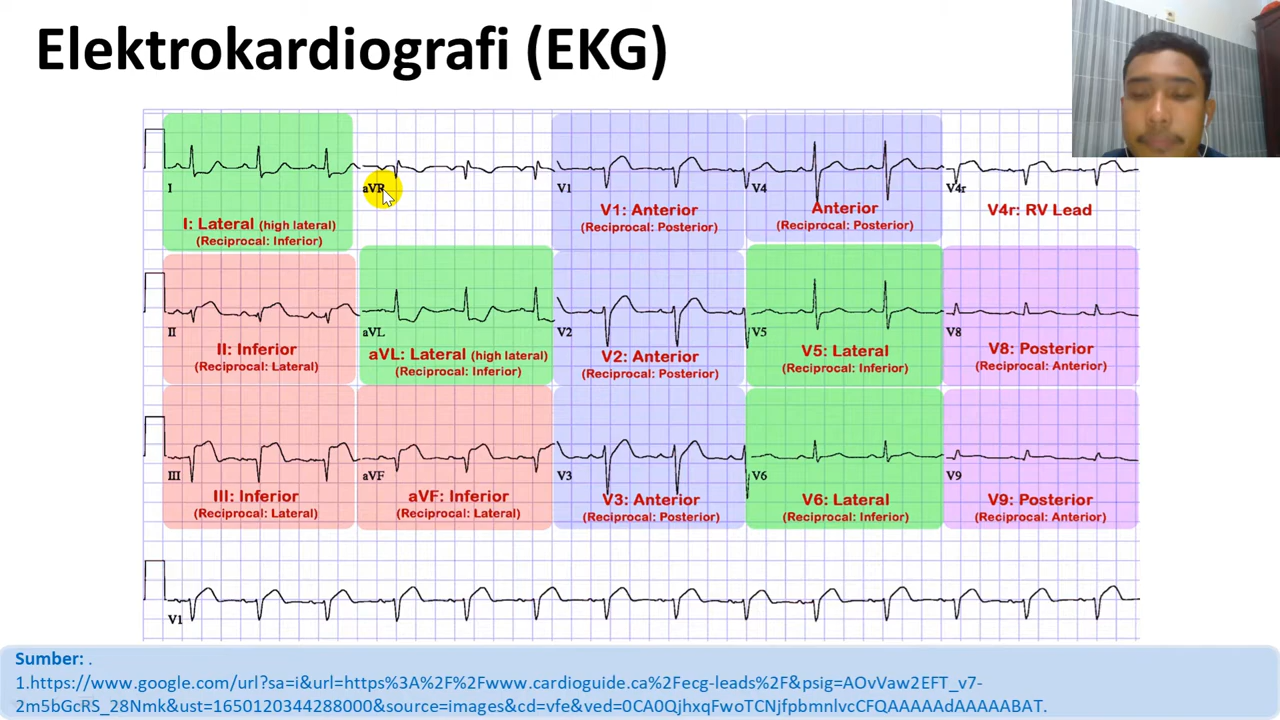 Elektrokardiografi (EKG)
I
aVR
V1
V4
V4r
I: Lateral (high lateral)
(Reciprocal: Inferior)
V1: Anterior
(Reciprocal: Posterior)
Anterior
(Reciprocal: Posterior)
V4r: RV Lead
II
aVL
V2
V5
V8
II: Inferior
(Reciprocal: Lateral)
aVL: Lateral (high lateral)
(Reciprocal: Inferior)
V2: Anterior
(Reciprocal: Posterior)
V5: Lateral
(Reciprocal: Inferior)
V8: Posterior
(Reciprocal: Anterior)
III
aVF
V3
V6
V9
III: Inferior
(Reciprocal: Lateral)
aVF: Inferior
(Reciprocal: Lateral)
V3: Anterior
(Reciprocal: Posterior)
V6: Lateral
(Reciprocal: Inferior)
V9: Posterior
(Reciprocal: Anterior)
V1
Sumber: .
1.https://www.google.com/url?sa=i&url=https%3A%2F%2Fwww.cardioguide.ca%2Fecg-leads%2F&psig=AOvVaw2EFT_v7-
2m5bGcRS_28Nmk&ust=1650120344288000&source=images&cd=vfe&ved=0CA0QjhxqFwoTCNjfpbmnlvcCFQAAAAAdAAAAABAT.